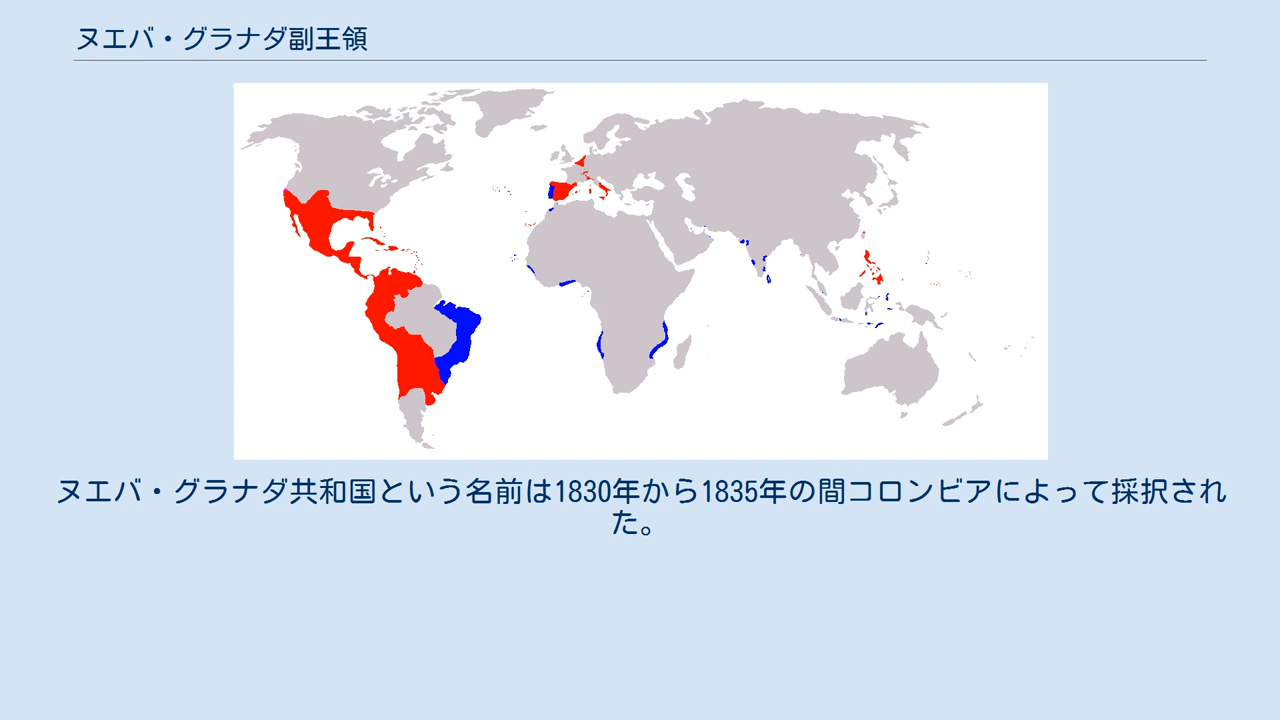 ヌエバ・グラナダ副王領
ヌエバ・グラナダ共和国という名前は1830年から1835年の間コロンビアによって採択され
た。